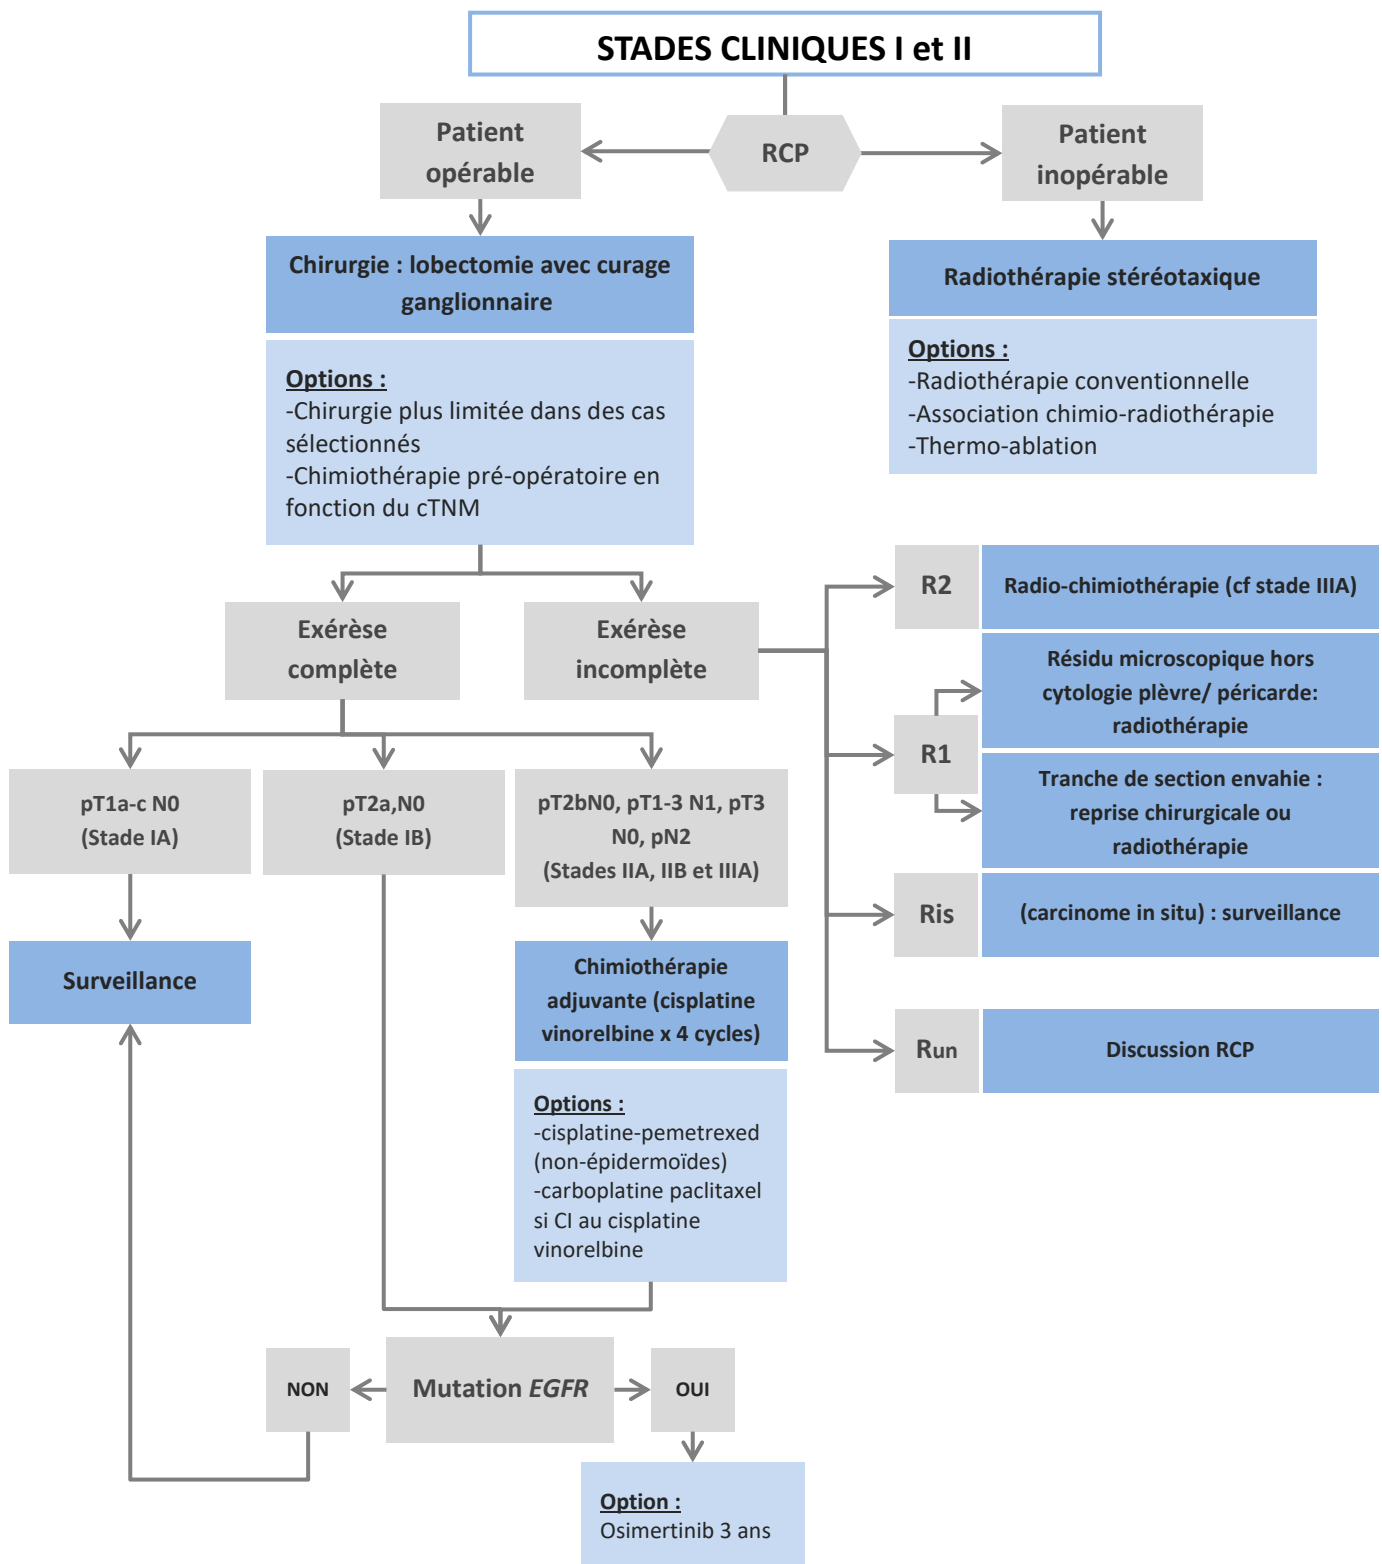 STADES CLINIQUES I et II
Patient
opérable
RCP
Patient
inopérable
Chirurgie : lobectomie avec curage
ganglionnaire
Options :
-Chirurgie plus limitée dans des cas
sélectionnés
-Chimiothérapie pré-opératoire en
fonction du cTNM
Radiothérapie stéréotaxique
Options :
-Radiothérapie conventionnelle
-Association chimio-radiothérapie
-Thermo-ablation
Exérèse
complète
Exérèse
incomplète
R2
Radio-chimiothérapie (cf stade IIIA)
R1
Résidu microscopique hors
cytologie plèvre/ péricarde:
radiothérapie
Tranche de section envahie :
reprise chirurgicale ou
radiothérapie
Ris
(carcinome in situ) : surveillance
Run
Discussion RCP
pT1a-c N0
(Stade IA)
pT2a,N0
(Stade IB)
pT2bN0, pT1-3 N1, pT3
N0, pN2
(Stades IIA, IIB et IIIA)
Surveillance
Chimiothérapie
adjuvante (cisplatine
vinorelbine x 4 cycles)
Options :
-cisplatine-pemetrexed
(non-épidermoïdes)
-carboplatine paclitaxel
si CI au cisplatine
vinorelbine
NON
Mutation EGFR
OUI
Option :
Osimertinib 3 ans